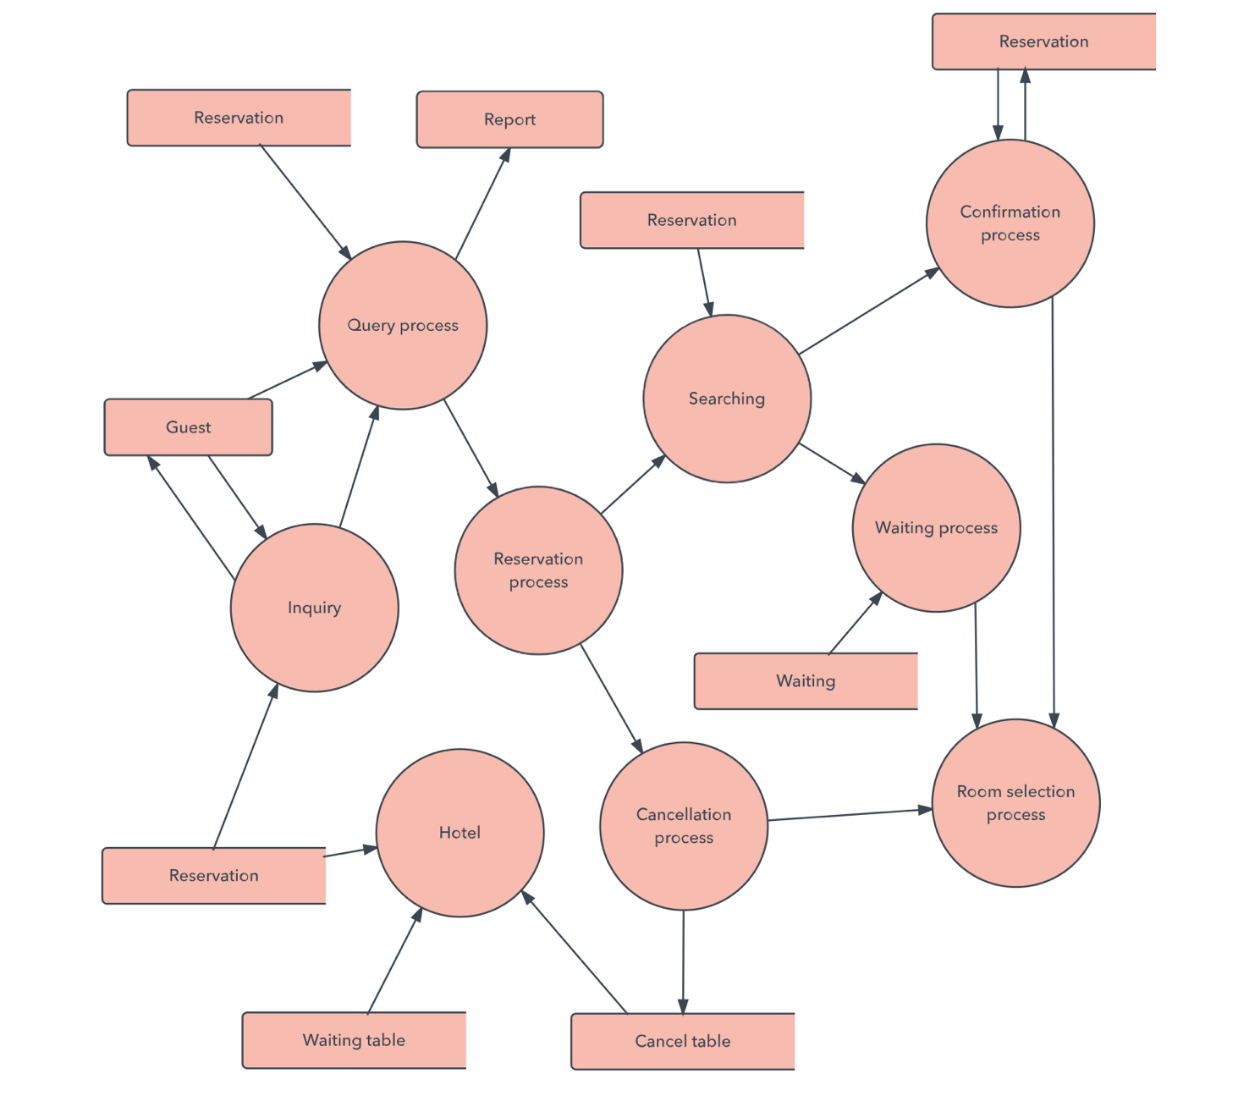 Reservation
Reservation
Report
Reservation
Confirmation
process
Query process
Searching
Guest
Waiting process
Reservation
process
Inquiry
Waiting
Room selection
process
Cancellation
process
Hotel
Reservation
Waiting table
Cancel table